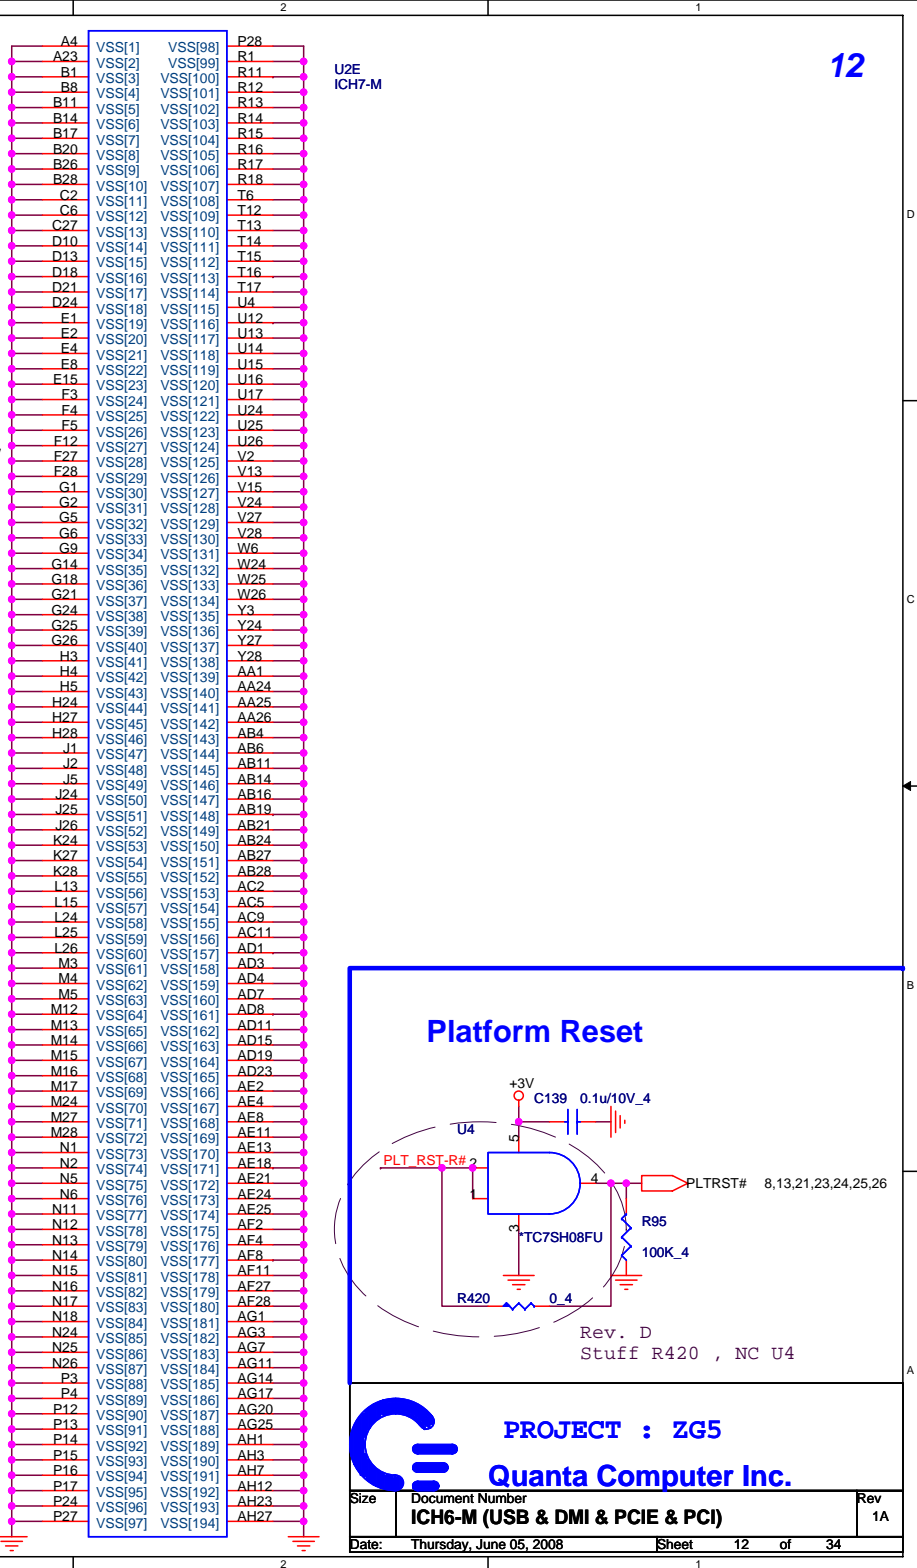 2 1
A4 VSS[1] VSS[98] P28
A23 VSS[2] VSS[99] R1
B1 VSS[3] VSS[100] R11
B8 VSS[4] VSS[101] R12
B11 VSS[5] VSS[102] R13
B14 VSS[6] VSS[103] R14
B17 VSS[7] VSS[104] R15
B20 VSS[8] VSS[105] R16
B26 VSS[9] VSS[106] R17
B28 VSS[10] VSS[107] R18
C2 VSS[11] VSS[108] T6
C6 VSS[12] VSS[109] T12
C27 VSS[13] VSS[110] T13
D10 VSS[14] VSS[111] T14
D13 VSS[15] VSS[112] T15
D18 VSS[16] VSS[113] T16
D21 VSS[17] VSS[114] T17
D24 VSS[18] VSS[115] U4
E1 VSS[19] VSS[116] U12
E2 VSS[20] VSS[117] U13
E4 VSS[21] VSS[118] U14
E8 VSS[22] VSS[119] U15
E15 VSS[23] VSS[120] U16
F3 VSS[24] VSS[121] U17
F4 VSS[25] VSS[122] U24
F5 VSS[26] VSS[123] U25
F12 VSS[27] VSS[124] U26
F27 VSS[28] VSS[125] V2
F28 VSS[29] VSS[126] V13
G1 VSS[30] VSS[127] V15
G2 VSS[31] VSS[128] V24
G5 VSS[32] VSS[129] V27
G6 VSS[33] VSS[130] V28
G9 VSS[34] VSS[131] W6
G14 VSS[35] VSS[132] W24
G18 VSS[36] VSS[133] W25
G21 VSS[37] VSS[134] W26
G24 VSS[38] VSS[135] Y3
G25 VSS[39] VSS[136] Y24
G26 VSS[40] VSS[137] Y27
H3 VSS[41] VSS[138] Y28
H4 VSS[42] VSS[139] AA1
H5 VSS[43] VSS[140] AA24
H24 VSS[44] VSS[141] AA25
H27 VSS[45] VSS[142] AA26
H28 VSS[46] VSS[143] AB4
J1 VSS[47] VSS[144] AB6
J2 VSS[48] VSS[145] AB11
J5 VSS[49] VSS[146] AB14
J24 VSS[50] VSS[147] AB16
J25 VSS[51] VSS[148] AB19
J26 VSS[52] VSS[149] AB21
K24 VSS[53] VSS[150] AB24
K27 VSS[54] VSS[151] AB27
K28 VSS[55] VSS[152] AB28
L13 VSS[56] VSS[153] AC2
L15 VSS[57] VSS[154] AC5
L24 VSS[58] VSS[155] AC9
L25 VSS[59] VSS[156] AC11
L26 VSS[60] VSS[157] AD1
M3 VSS[61] VSS[158] AD3
M4 VSS[62] VSS[159] AD4
M5 VSS[63] VSS[160] AD7
M12 VSS[64] VSS[161] AD8
M13 VSS[65] VSS[162] AD11
M14 VSS[66] VSS[163] AD15
M15 VSS[67] VSS[164] AD19
M16 VSS[68] VSS[165] AD23
M17 VSS[69] VSS[166] AE2
M24 VSS[70] VSS[167] AE4
M27 VSS[71] VSS[168] AE8
M28 VSS[72] VSS[169] AE11
N1 VSS[73] VSS[170] AE13
N2 VSS[74] VSS[171] AE18
N5 VSS[75] VSS[172] AE21
N6 VSS[76] VSS[173] AE24
N11 VSS[77] VSS[174] AE25
N12 VSS[78] VSS[175] AF2
N13 VSS[79] VSS[176] AF4
N14 VSS[80] VSS[177] AF8
N15 VSS[81] VSS[178] AF11
N16 VSS[82] VSS[179] AF27
N17 VSS[83] VSS[180] AF28
N18 VSS[84] VSS[181] AG1
N24 VSS[85] VSS[182] AG3
N25 VSS[86] VSS[183] AG7
N26 VSS[87] VSS[184] AG11
P3 VSS[88] VSS[185] AG14
P4 VSS[89] VSS[186] AG17
P12 VSS[90] VSS[187] AG20
P13 VSS[91] VSS[188] AG25
P14 VSS[92] VSS[189] AH1
P15 VSS[93] VSS[190] AH3
P16 VSS[94] VSS[191] AH7
P17 VSS[95] VSS[192] AH12
P24 VSS[96] VSS[193] AH23
P27 VSS[97] VSS[194] AH27
U2E
ICH7-M
12
D
C
B
A
Platform Reset
+3V
C139 0.1u/10V_4
U4
5
PLT_RST-R# 2
1
4
PLTRST# 8,13,21,23,24,25,26
3
*TC7SH08FU
R95
100K_4
R420 0_4
Rev. D
Stuff R420 , NC U4
PROJECT : ZG5
Quanta Computer Inc.
Size Document Number Rev
ICH6-M (USB & DMI & PCIE & PCI) 1A
Date: Thursday, June 05, 2008 Sheet 12 of 34
2 1